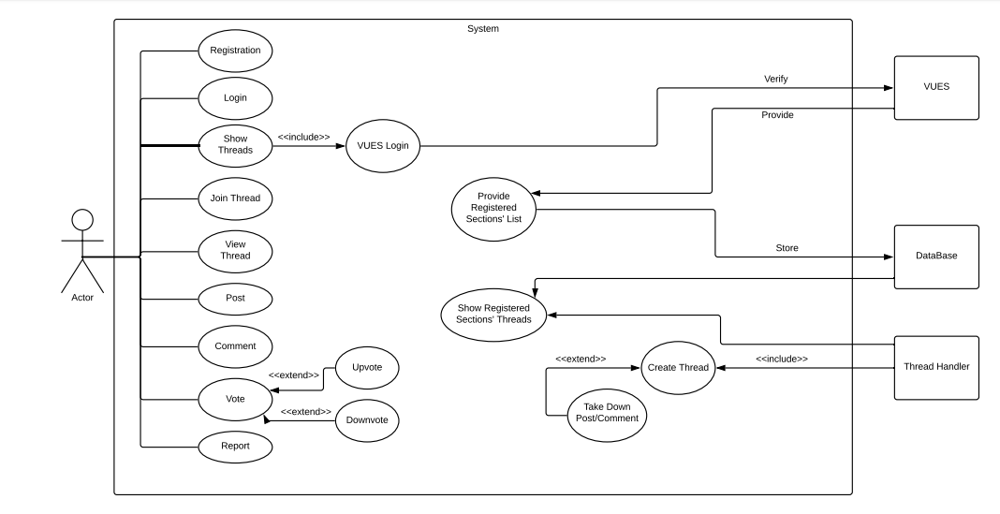 System
Registration
Login
Show
Threads
<<include>>
VUES Login
Verify
VUES
Provide
Join Thread
Provide
Registered
Sections' List
View
Thread
Store
DataBase
Actor
Post
Show Registered
Sections' Threads
Comment
<<extend>>
Upvote
<<extend>>
Create Thread
<<include>>
Thread Handler
Vote
<<extend>>
Downvote
Take Down
Post/Comment
Report